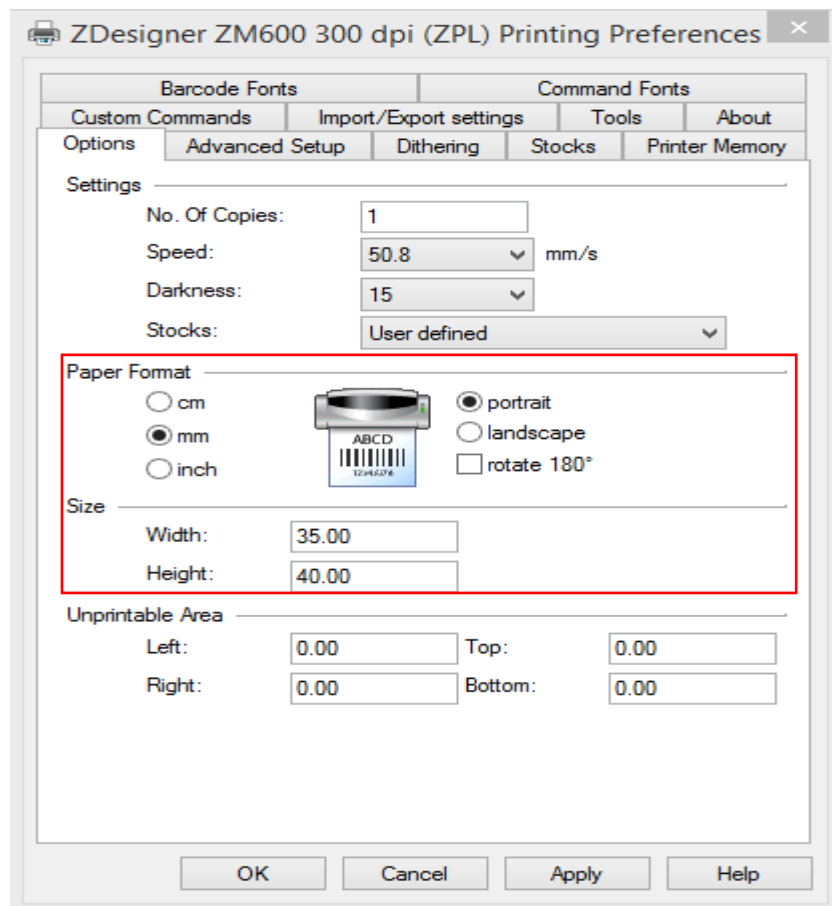 ZDesigner ZM600 300 dpi (ZPL) Printing Preferences
Barcode Fonts Command Fonts
Custom Commands Import/Export settings Tools About
Options Advanced Setup Dithering Stocks Printer Memory
Settings
No. Of Copies: 1
Speed: 50.8 mm/s
Darkness: 15
Stocks: User defined
Paper Format
cm portrait
mm landscape
inch rotate 180°
ABCD
Size
Width: 35.00
Height: 40.00
Unprintable Area
Left: 0.00 Top: 0.00
Right: 0.00 Bottom: 0.00
OK Cancel Apply Help